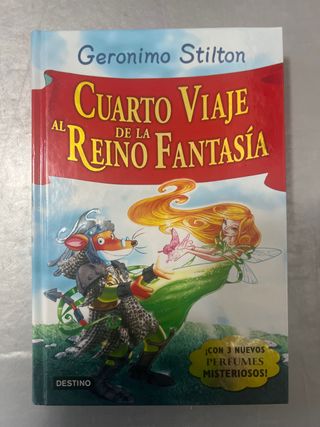 Geronimo Stilton
CUARTO VIAJE
AL DE LA
REINO FANTASÍA
¡CON 3 NUEVOS
PERFUMES
MISTERIOSOS!
DESTINO